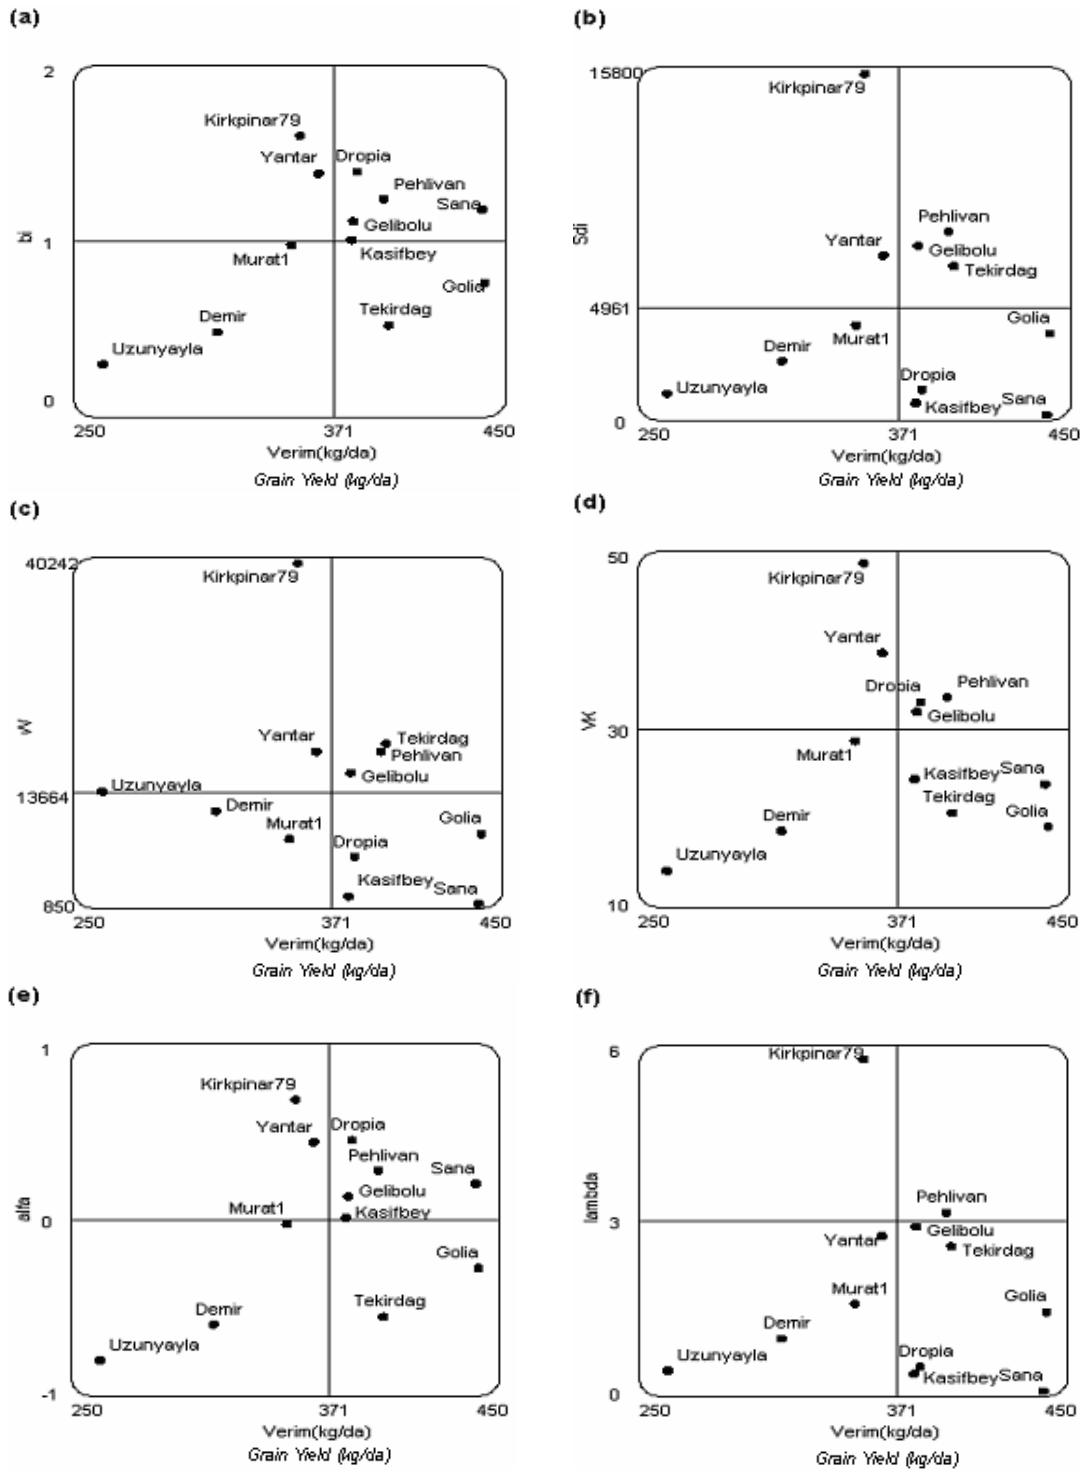 (a)
2
Kirkpinar79
Yantar
Dropia
Pehlivan
Sana
Gelibolu
bi
1
Murat1
Kasifbey
Golia
Demir
Tekirdag
Uzunyayla
0
250
371
450
Verim(kg/da)
Grain Yield (kg/da)
(b)
15800
Kirkpinar79
Pehlivan
Yantar
Gelibolu
Sdi
Tekirdag
4961
Golia
Murat1
Demir
Dropia
Uzunyayla
Kasifbey
Sana
0
250
371
450
Verim(kg/da)
Grain Yield (kg/da)
(c)
40242
Kirkpinar79
W
Yantar
Tekirdag
Pehlivan
Gelibolu
Uzunyayla
13664
Demir
Murat1
Golia
Dropia
Kasifbey
Sana
850
250
371
450
Verim(kg/da)
Grain Yield (kg/da)
(d)
50
Kirkpinar79
Yantar
Dropia
Pehlivan
Gelibolu
VK
30
Murat1
Kasifbey
Sana
Tekirdag
Golia
Demir
Uzunyayla
10
250
371
450
Verim(kg/da)
Grain Yield (kg/da)
(e)
1
Kirkpinar79
Yantar
Dropia
Pehlivan
Sana
Gelibolu
alfa
Murat1
Kasifbey
0
Golia
Tekirdag
Demir
Uzunyayla
-1
250
371
450
Verim(kg/da)
Grain Yield (kg/da)
(f)
6
Kirkpinar79
lambda
Pehlivan
3
Gelibolu
Yantar
Tekirdag
Murat1
Golia
Demir
Dropia
Uzunyayla
Kasifbey
Sana
0
250
371
450
Verim(kg/da)
Grain Yield (kg/da)